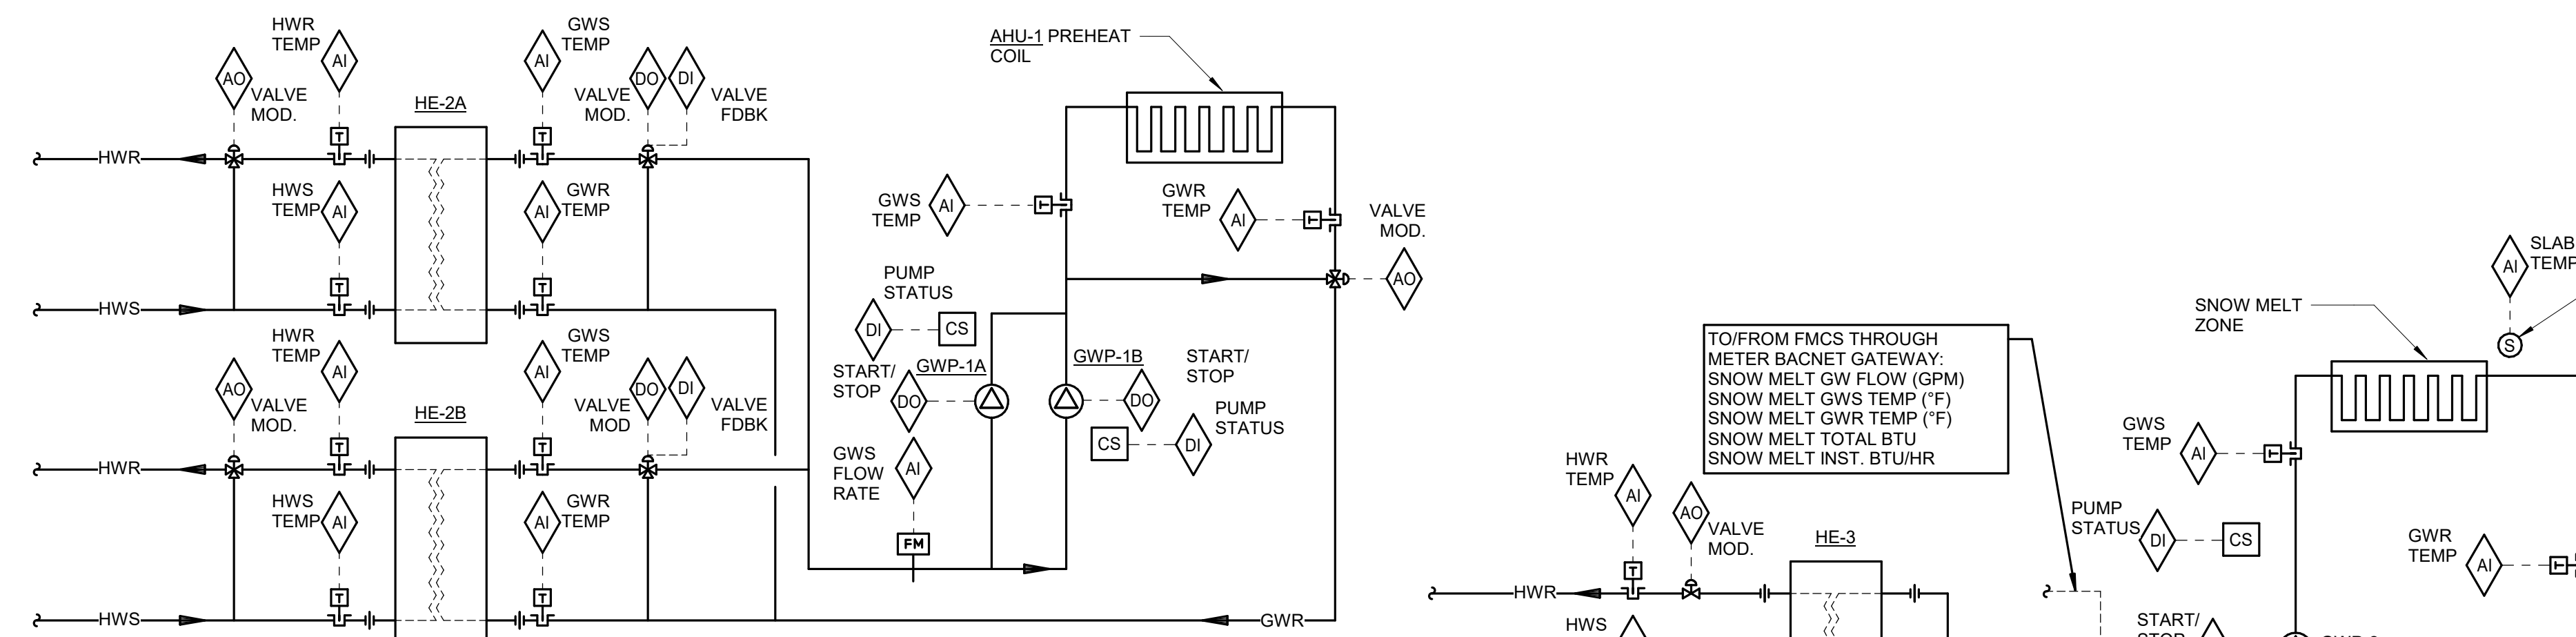 HWR
TEMP
AI
AO
VALVE
MOD.
T
HE-2A
GWS
TEMP
AI
T
VALVE
MOD.
DO
DI
VALVE
FDBK
HWR
HWS
TEMP
AI
T
GWR
TEMP
AI
T
HWS
HWR
TEMP
AI
AO
VALVE
MOD.
T
HE-2B
GWS
TEMP
AI
T
VALVE
MOD
DO
DI
VALVE
FDBK
HWR
HWS
TEMP
AI
T
GWR
TEMP
AI
T
HWS
AHU-1 PREHEAT
COIL
GWS
TEMP
AI
T
GWR
TEMP
AI
T
VALVE
MOD.
AO
PUMP
STATUS
DI
CS
START/
STOP
DO
GWP-1A
GWP-1B
START/
STOP
DO
PUMP
STATUS
CS
DI
GWS
FLOW
RATE
AI
FM
GWR
TO/FROM FMCS THROUGH
METER BACNET GATEWAY:
SNOW MELT GW FLOW (GPM)
SNOW MELT GWS TEMP (°F)
SNOW MELT GWR TEMP (°F)
SNOW MELT TOTAL BTU
SNOW MELT INST. BTU/HR
HWR
TEMP
AI
T
AO
VALVE
MOD.
HE-3
HWR
HWS
SNOW MELT
ZONE
SLAB
TEMP
AI
S
GWS
TEMP
AI
T
PUMP
STATUS
DI
CS
GWR
TEMP
AI
T
START/